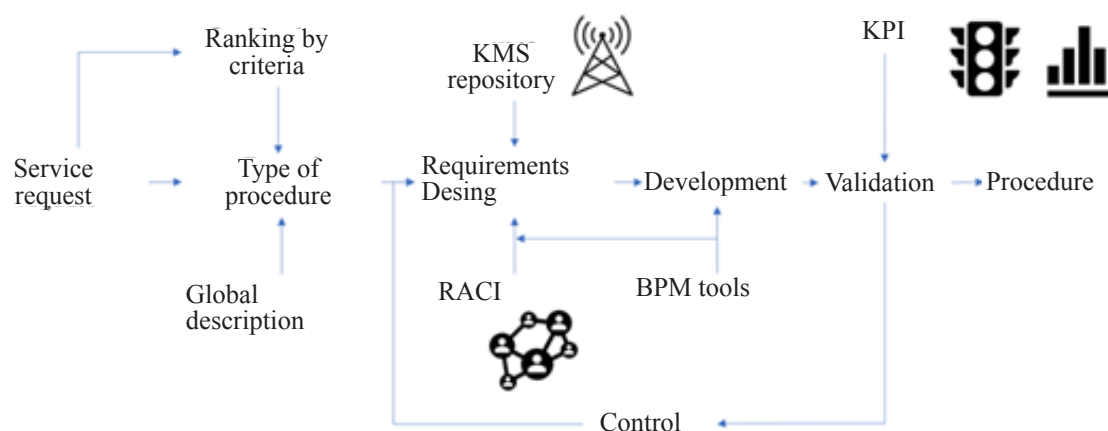 Ranking by
criteria
KMS
repository
KPI
Service
request
Type of
procedure
Requirements
Desing
Development
Validation
Procedure
Global
description
RACI
BPM tools
Control